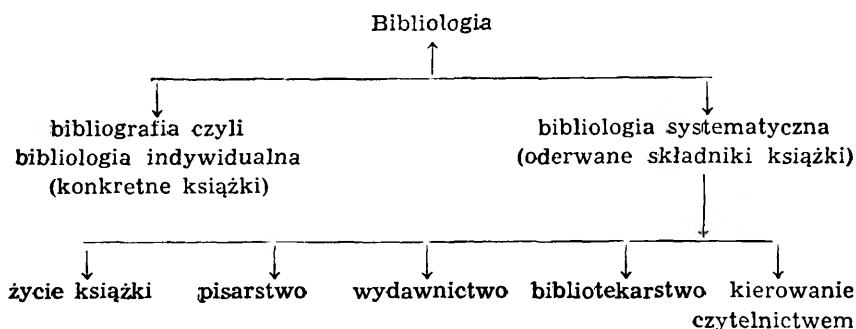 Bibliologia
bibliografia czyli
bibliologia indywidualna
(konkretne książki)
bibliologia systematyczna
(oderwane składniki książki)
życie książki pisarstwo wydawnictwo bibliotekarstwo kierowanie
czytelnictwem